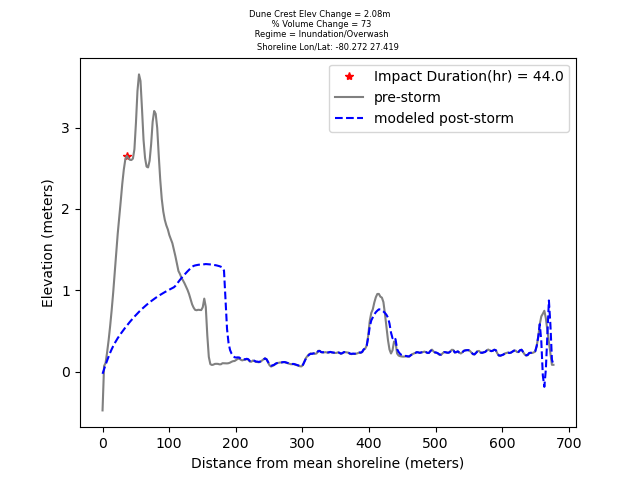 Dune Crest Elev Change = 2.08m
% Volume Change = 73
Regime = Inundation/Overwash
Shoreline Lon/Lat: -80.272 27.419
Impact Duration(hr) = 44.0
pre-storm
modeled post-storm
3
2
1
0
Elevation (meters)
0 100 200 300 400 500 600 700
Distance from mean shoreline (meters)